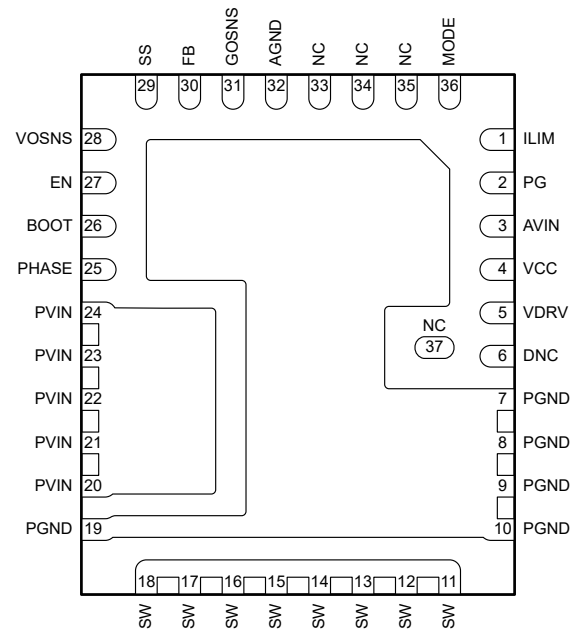 SS
FB
GOSNS
AGND
NC
NC
NC
MODE
29
30
31
32
33
34
35
36
VOSNS 28
1 ILIM
EN 27
2 PG
BOOT 26
3 AVIN
PHASE 25
4 VCC
PVIN 24
5 VDRV
NC
37
PVIN 23
6 DNC
PVIN 22
7 PGND
PVIN 21
8 PGND
PVIN 20
9 PGND
PGND 19
10 PGND
18
17
16
15
14
13
12
11
SW
SW
SW
SW
SW
SW
SW
SW